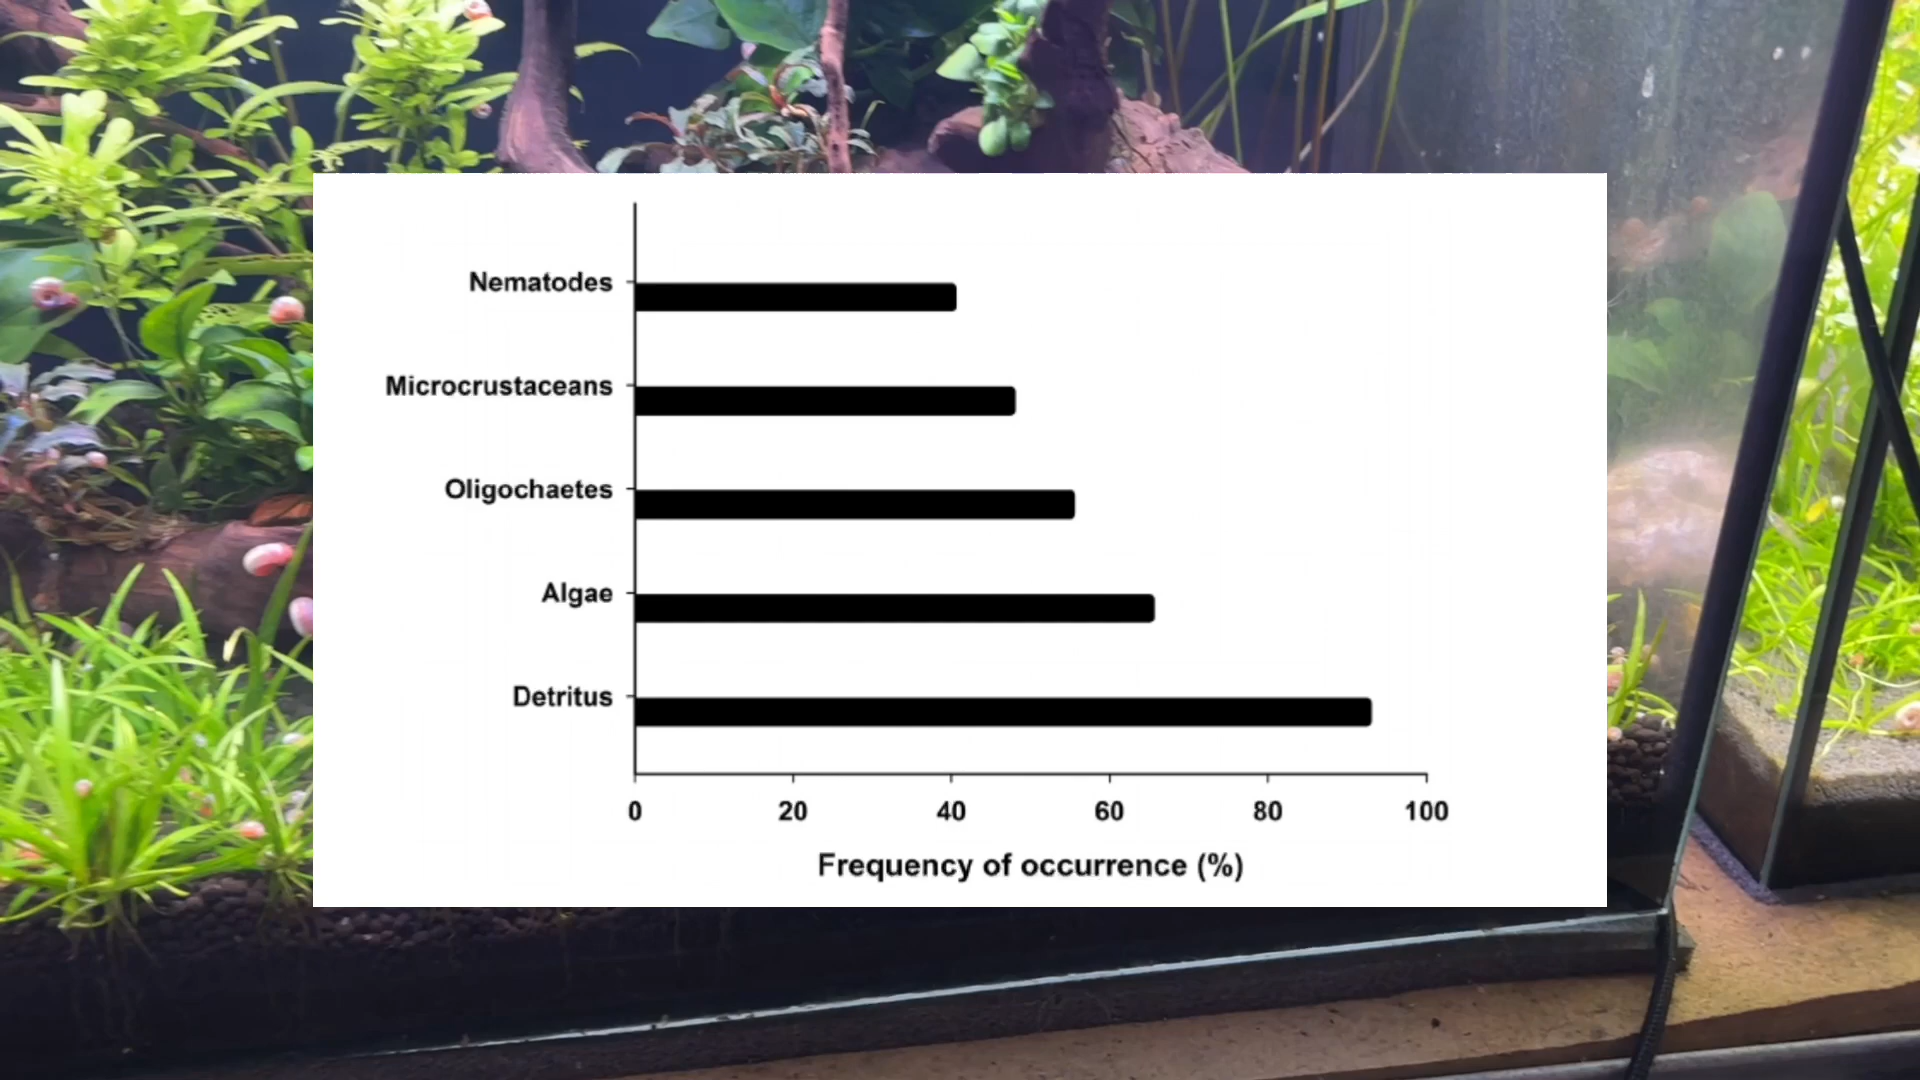 Nematodes
Microcrustaceans
Oligochaetes
Algae
Detritus
0 20 40 60 80 100
Frequency of occurrence (%)